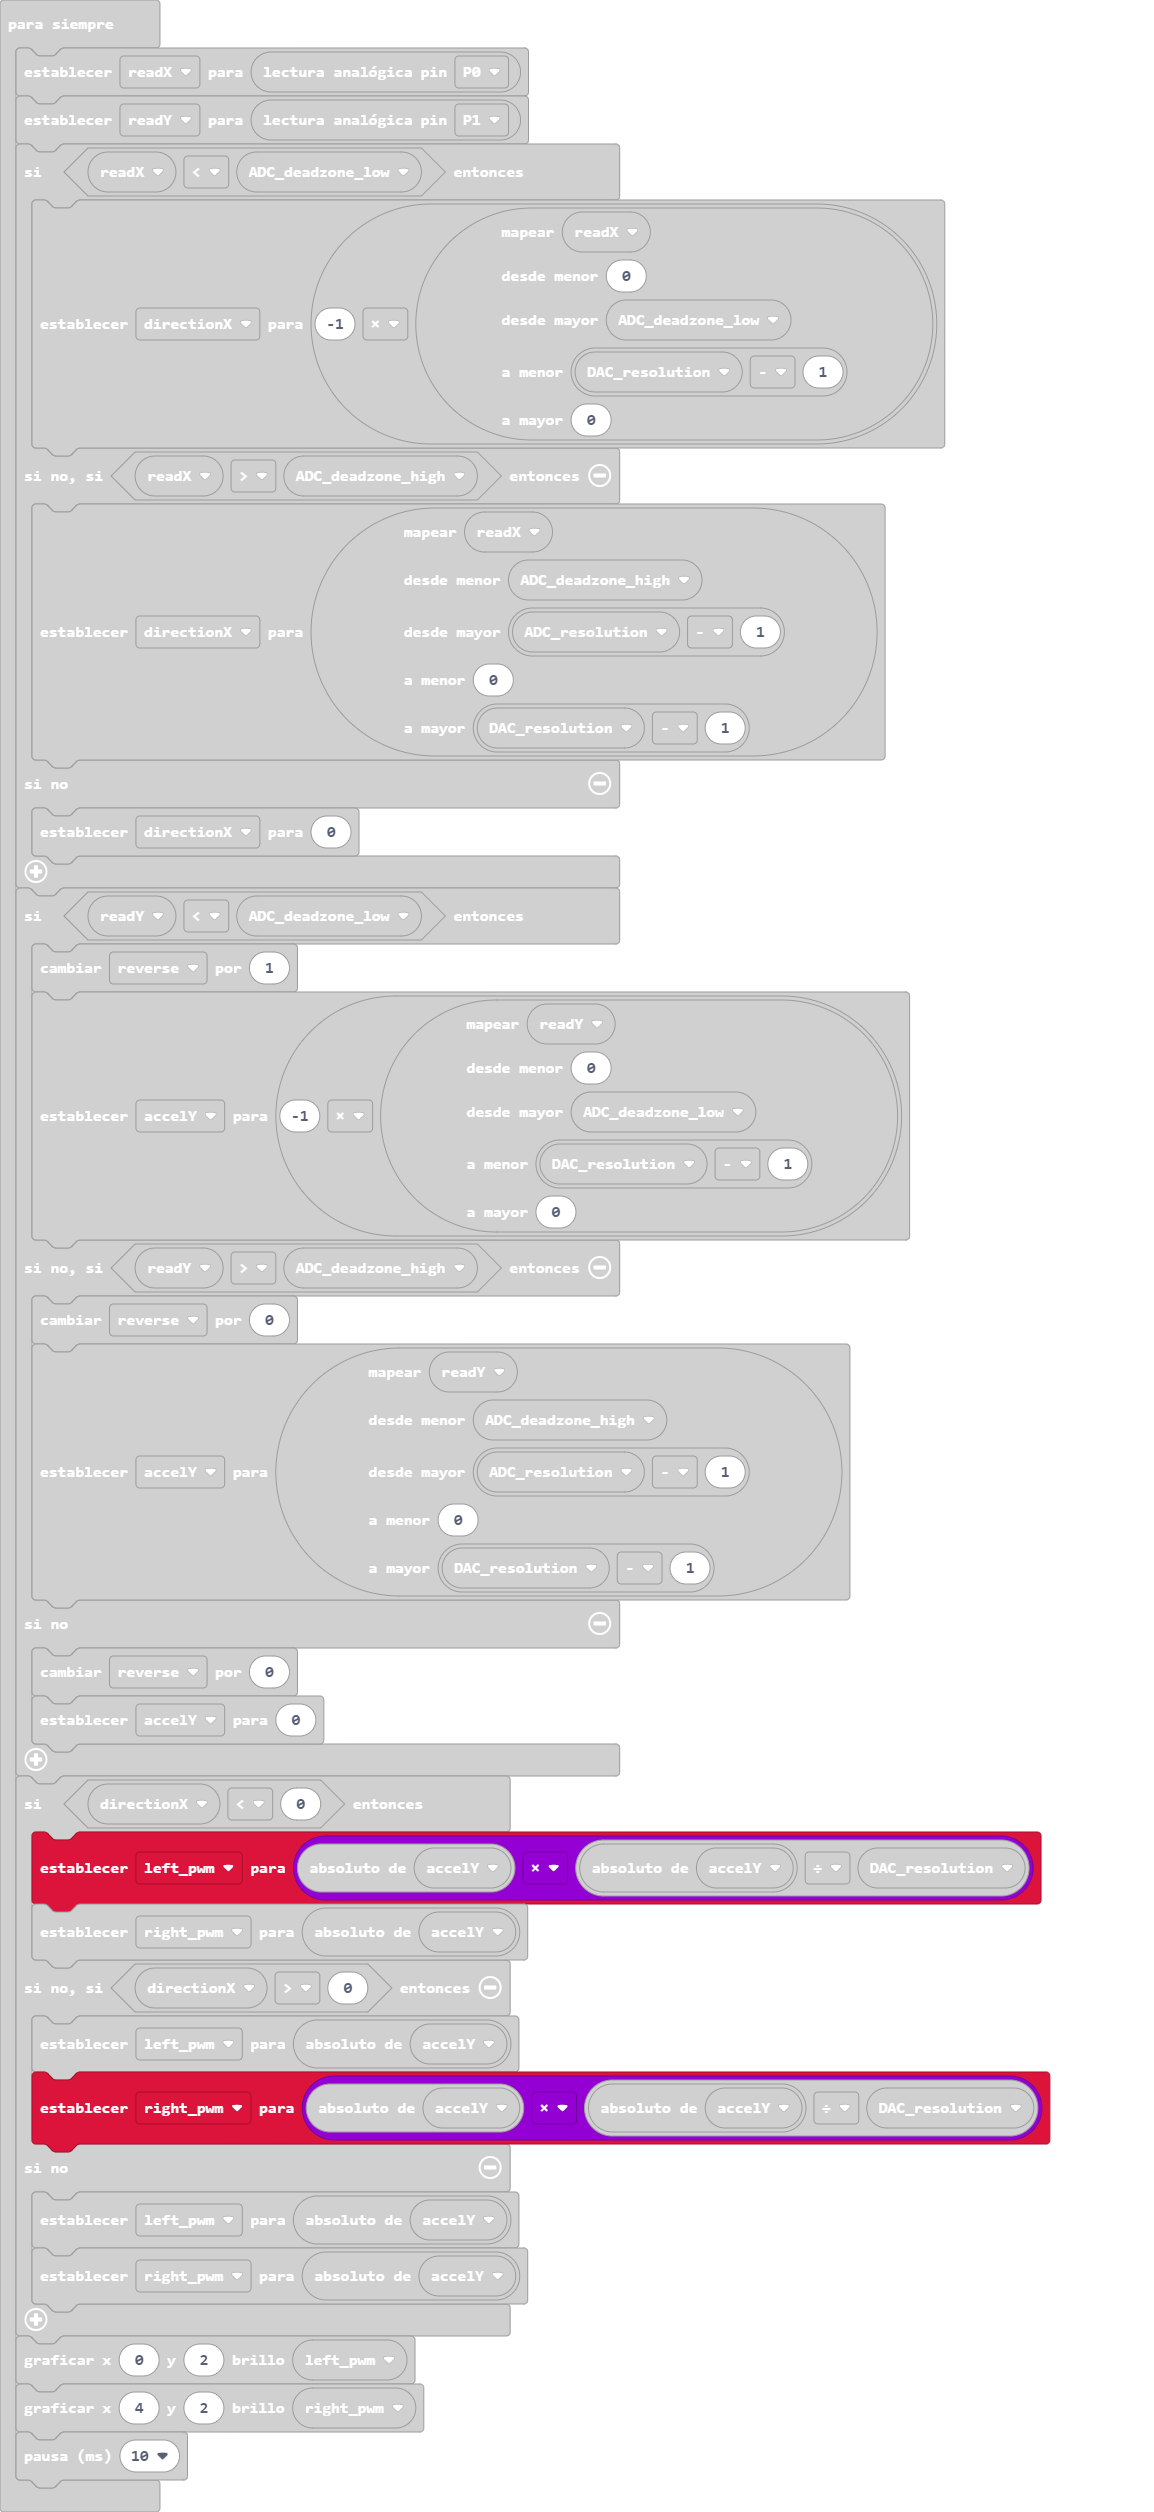 para siempre
establecer readX para lectura analógica pin P0
establecer readY para lectura analógica pin P1
si readX < ADC_deadzone_low entonces
mapear readX
desde menor 0
desde mayor ADC_deadzone_low
establecer directionX para -1 ×
a menor DAC_resolution - 1
a mayor 0
si no, si readX > ADC_deadzone_high entonces
mapear readX
desde menor ADC_deadzone_high
establecer directionX para desde mayor ADC_resolution - 1
a menor 0
a mayor DAC_resolution - 1
si no
establecer directionX para 0
si readY < ADC_deadzone_low entonces
cambiar reverse por 1
mapear readY
desde menor 0
desde mayor ADC_deadzone_low
establecer accelY para -1 ×
a menor DAC_resolution - 1
a mayor 0
si no, si readY > ADC_deadzone_high entonces
cambiar reverse por 0
mapear readY
desde menor ADC_deadzone_high
establecer accelY para desde mayor ADC_resolution - 1
a menor 0
a mayor DAC_resolution - 1
si no
cambiar reverse por 0
establecer accelY para 0
si directionX < 0 entonces
establecer left_pwm para absoluto de accelY × absoluto de accelY ÷ DAC_resolution
establecer right_pwm para absoluto de accelY
si no, si directionX > 0 entonces
establecer left_pwm para absoluto de accelY
establecer right_pwm para absoluto de accelY × absoluto de accelY ÷ DAC_resolution
si no
establecer left_pwm para absoluto de accelY
establecer right_pwm para absoluto de accelY
graficar x 0 y 2 brillo left_pwm
graficar x 4 y 2 brillo right_pwm
pausa (ms) 10